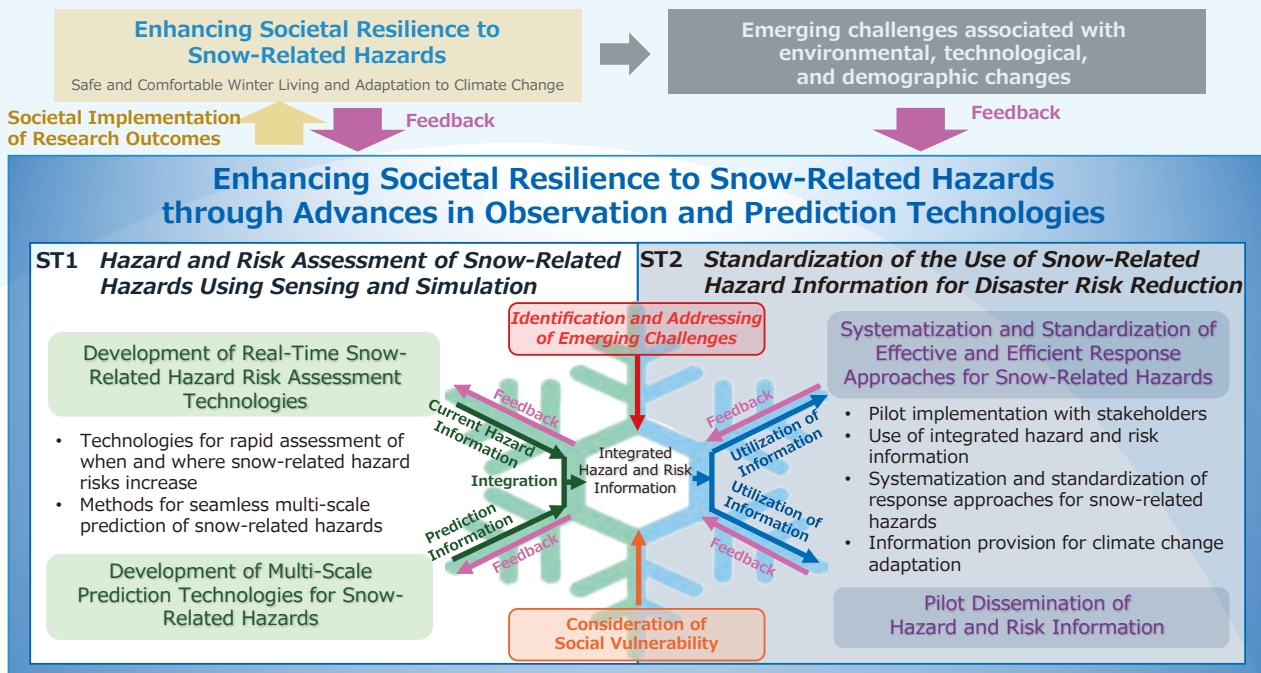 Enhancing Societal Resilience to
Snow-Related Hazards
Safe and Comfortable Winter Living and Adaptation to Climate Change
Emerging challenges associated with
environmental, technological,
and demographic changes
Societal Implementation
of Research Outcomes
Feedback
Feedback
Enhancing Societal Resilience to Snow-Related Hazards
through Advances in Observation and Prediction Technologies
ST1 Hazard and Risk Assessment of Snow-Related
Hazards Using Sensing and Simulation
ST2 Standardization of the Use of Snow-Related
Hazard Information for Disaster Risk Reduction
Identification and Addressing
of Emerging Challenges
Development of Real-Time Snow-
Related Hazard Risk Assessment
Technologies
• Technologies for rapid assessment of
when and where snow-related hazard
risks increase
• Methods for seamless multi-scale
prediction of snow-related hazards
Development of Multi-Scale
Prediction Technologies for Snow-
Related Hazards
Feedback
Current Hazard
Information
Integration
Prediction
Information
Feedback
Integrated
Hazard and Risk
Information
Feedback
Utilization of
Information
Utilization of
Information
Feedback
Consideration of
Social Vulnerability
Systematization and Standardization of
Effective and Efficient Response
Approaches for Snow-Related Hazards
• Pilot implementation with stakeholders
• Use of integrated hazard and risk
information
• Systematization and standardization of
response approaches for snow-related
hazards
• Information provision for climate change
adaptation
Pilot Dissemination of
Hazard and Risk Information